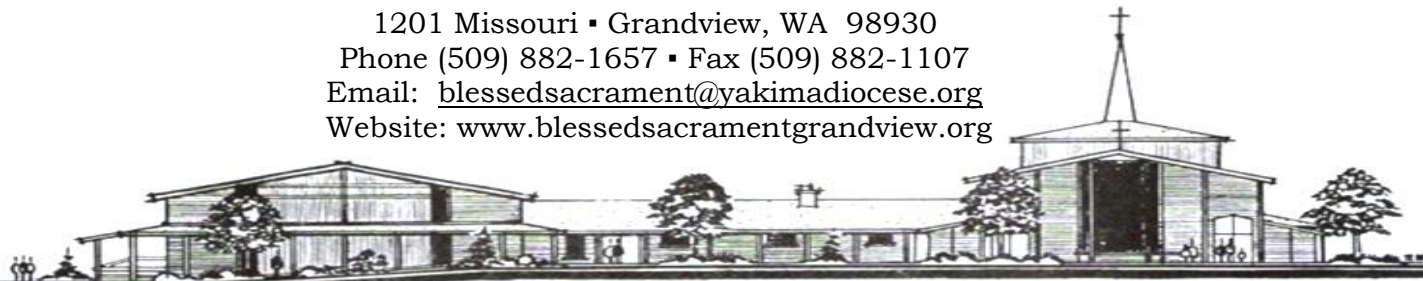 1201 Missouri ▪ Grandview, WA  98930
Phone (509) 882-1657 ▪ Fax (509) 882-1107
Email:  blessedsacrament@yakimadiocese.org
Website: www.blessedsacramentgrandview.org